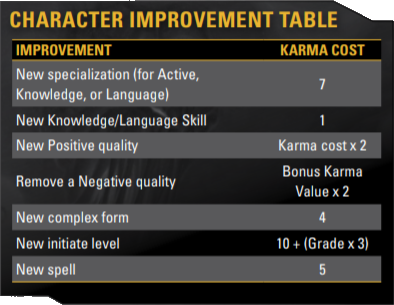 CHARACTER IMPROVEMENT TABLE
IMPROVEMENT KARMA COST
New specialization (for Active,
Knowledge, or Language) 7
New Knowledge/Language Skill 1
New Positive quality Karma cost x 2
Remove a Negative quality Bonus Karma
Value x 2
New complex form 4
New initiate level 10 + (Grade x 3)
New spell 5